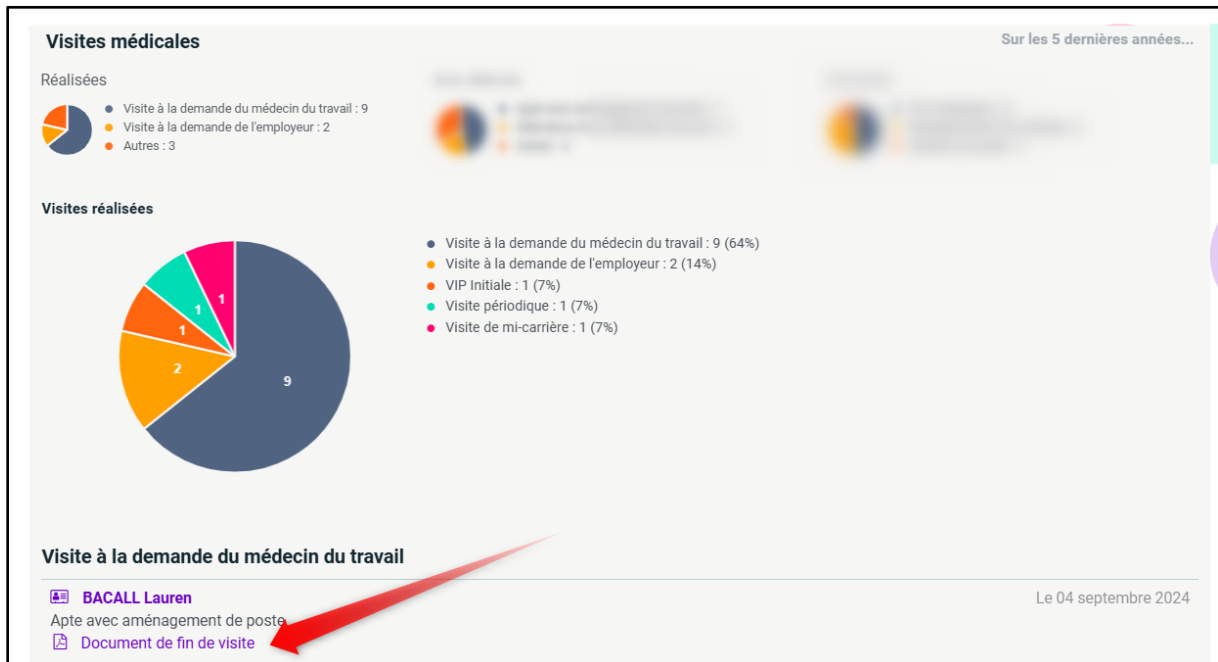 Visites médicales
Sur les 5 dernières années...
Réalisées
Visite à la demande du médecin du travail : 9
Visite à la demande de l'employeur : 2
Autres : 3
Visites réalisées
9
2
1
1
1
Visite à la demande du médecin du travail : 9 (64%)
Visite à la demande de l'employeur : 2 (14%)
VIP Initiale : 1 (7%)
Visite périodique : 1 (7%)
Visite de mi-carrière : 1 (7%)
Visite à la demande du médecin du travail
BACALL Lauren
Le 04 septembre 2024
Apte avec aménagement de poste
Document de fin de visite